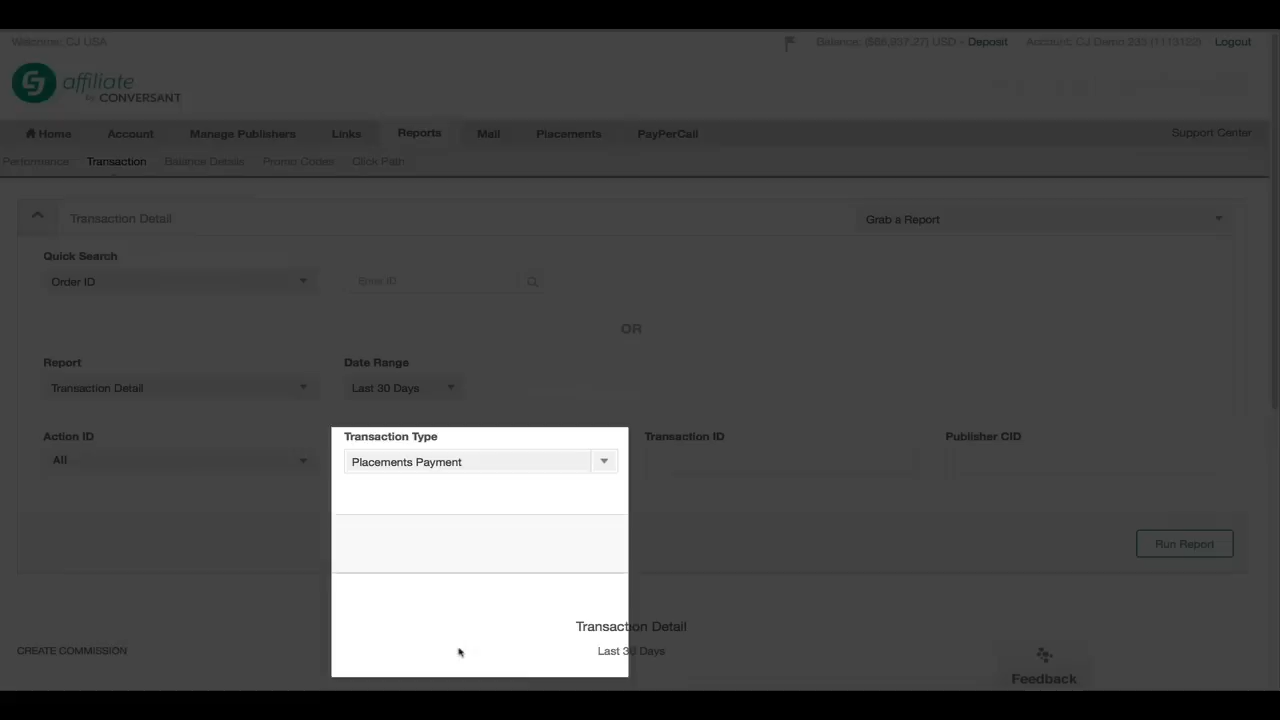 Welcome, CJ USA
Balance: ($66,937.27) USD - Deposit
Account: CJ Demo 233 (1113152)
Logout
CJ affiliate
by CONVERSANT
Home Account Manage Publishers Links Reports Mail Placements PayPerCall Support Center
Performance Transaction Balance Details Promo Codes Click Path
Transaction Detail
Grab a Report
Quick Search
Order ID
Enter ID
OR
Report Date Range
Transaction Detail Last 30 Days
Action ID Transaction Type Transaction ID Publisher CID
All Placements Payment
Run Report
Transaction Detail
CREATE COMMISSION Last 30 Days
Feedback